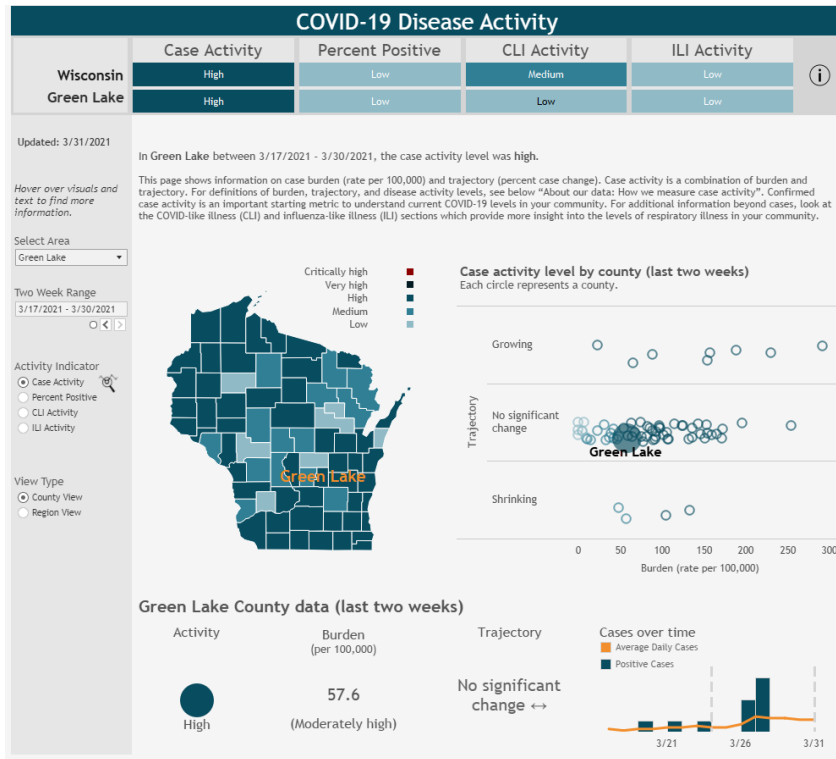 COVID-19 Disease Activity
Case Activity Percent Positive CLI Activity ILI Activity
Wisconsin High Low Medium Low
Green Lake High Low Low Low
i
Updated: 3/31/2021
Hover over visuals and
text to find more
information.
Select Area
Green Lake
Two Week Range
3/17/2021 - 3/30/2021
Activity Indicator
Case Activity
Percent Positive
CLI Activity
ILI Activity
View Type
County View
Region View
In Green Lake between 3/17/2021 - 3/30/2021, the case activity level was high.
This page shows information on case burden (rate per 100,000) and trajectory (percent case change). Case activity is a combination of burden and
trajectory. For definitions of burden, trajectory, and disease activity levels, see below "About our data: How we measure case activity". Confirmed
case activity is an important starting metric to understand current COVID-19 levels in your community. For additional information beyond cases, look at
the COVID-like illness (CLI) and influenza-like illness (ILI) sections which provide more insight into the levels of respiratory illness in your community.
Critically high
Very high
High
Medium
Low
Green Lake
Case activity level by county (last two weeks)
Each circle represents a county.
Trajectory
Growing
No significant
change
Green Lake
Shrinking
0 50 100 150 200 250 300
Burden (rate per 100,000)
Green Lake County data (last two weeks)
Activity
High
Burden
(per 100,000)
57.6
(Moderately high)
Trajectory
No significant
change ↔
Cases over time
Average Daily Cases
Positive Cases
3/21 3/26 3/31